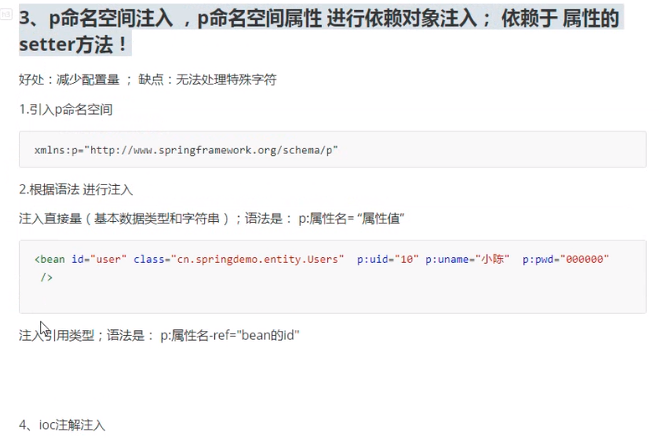 3、p命名空间注入 ，p命名空间属性 进行依赖对象注入； 依赖于 属性的
setter方法！
好处：减少配置量 ； 缺点：无法处理特殊字符
1.引入p命名空间
xmlns:p="http://www.springframework.org/schema/p"
2.根据语法 进行注入
注入直接量（基本数据类型和字符串）；语法是： p:属性名= “属性值”
<bean id="user" class="cn.springdemo.entity.Users"  p:uid="10" p:uname="小陈"  p:pwd="000000"
/>
注入引用类型；语法是： p:属性名-ref="bean的id"
4、ioc注解注入